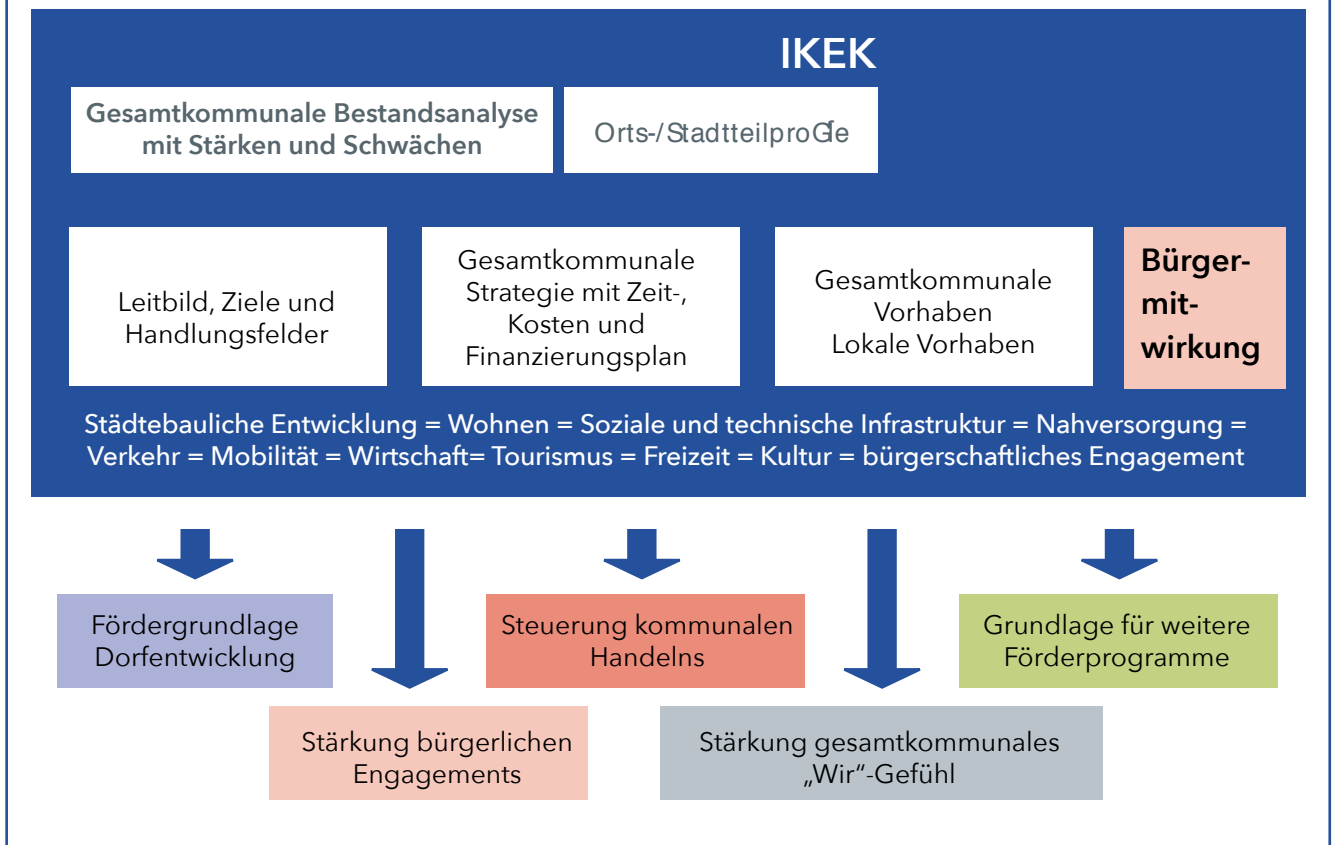 IKEK
Gesamtkommunale Bestandsanalyse
mit Stärken und Schwächen
Orts-/Stadtteilprofile
Leitbild, Ziele und
Handlungsfelder
Gesamtkommunale
Strategie mit Zeit-,
Kosten und
Finanzierungsplan
Gesamtkommunale
Vorhaben
Lokale Vorhaben
Bürger-
mit-
wirkung
Städtebauliche Entwicklung = Wohnen = Soziale und technische Infrastruktur = Nahversorgung =
Verkehr = Mobilität = Wirtschaft= Tourismus = Freizeit = Kultur = bürgerschaftliches Engagement
Fördergrundlage
Dorfentwicklung
Steuerung kommunalen
Handelns
Grundlage für weitere
Förderprogramme
Stärkung bürgerlichen
Engagements
Stärkung gesamtkommunales
„Wir“-Gefühl